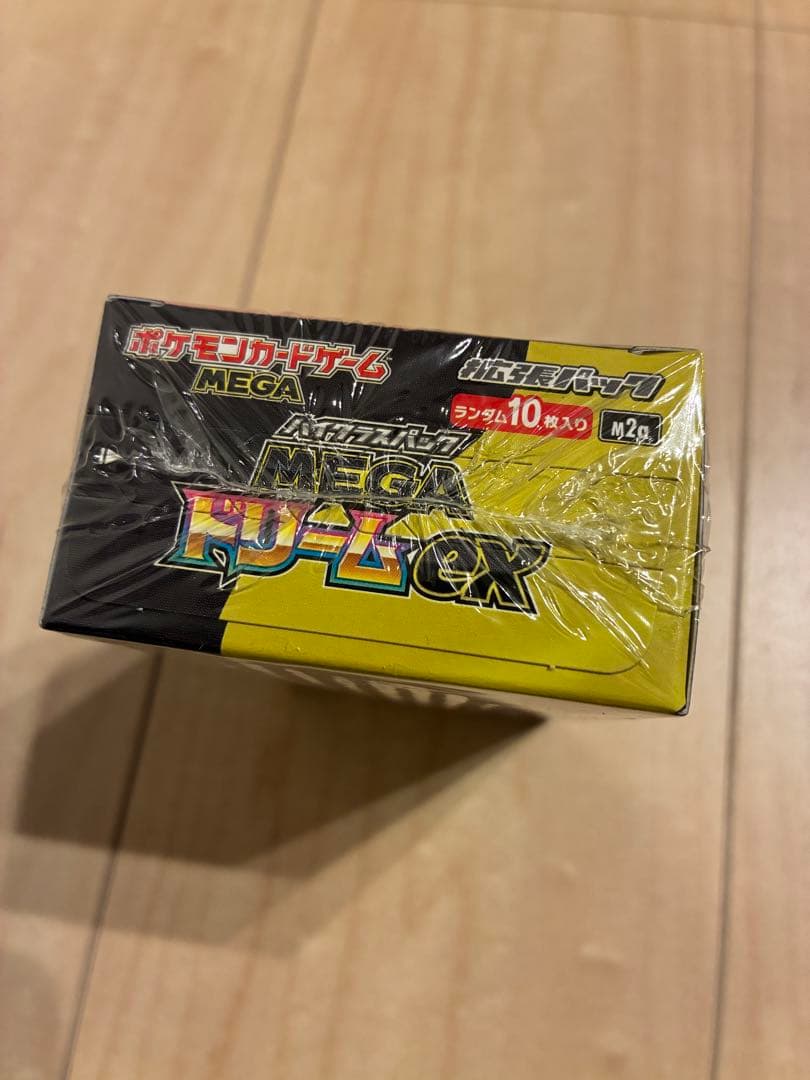 ポケモンカードゲーム
MEGA
拡張パック
ランダム10枚入り
M2a
ハイクラスパック
MEGA
ドリームex